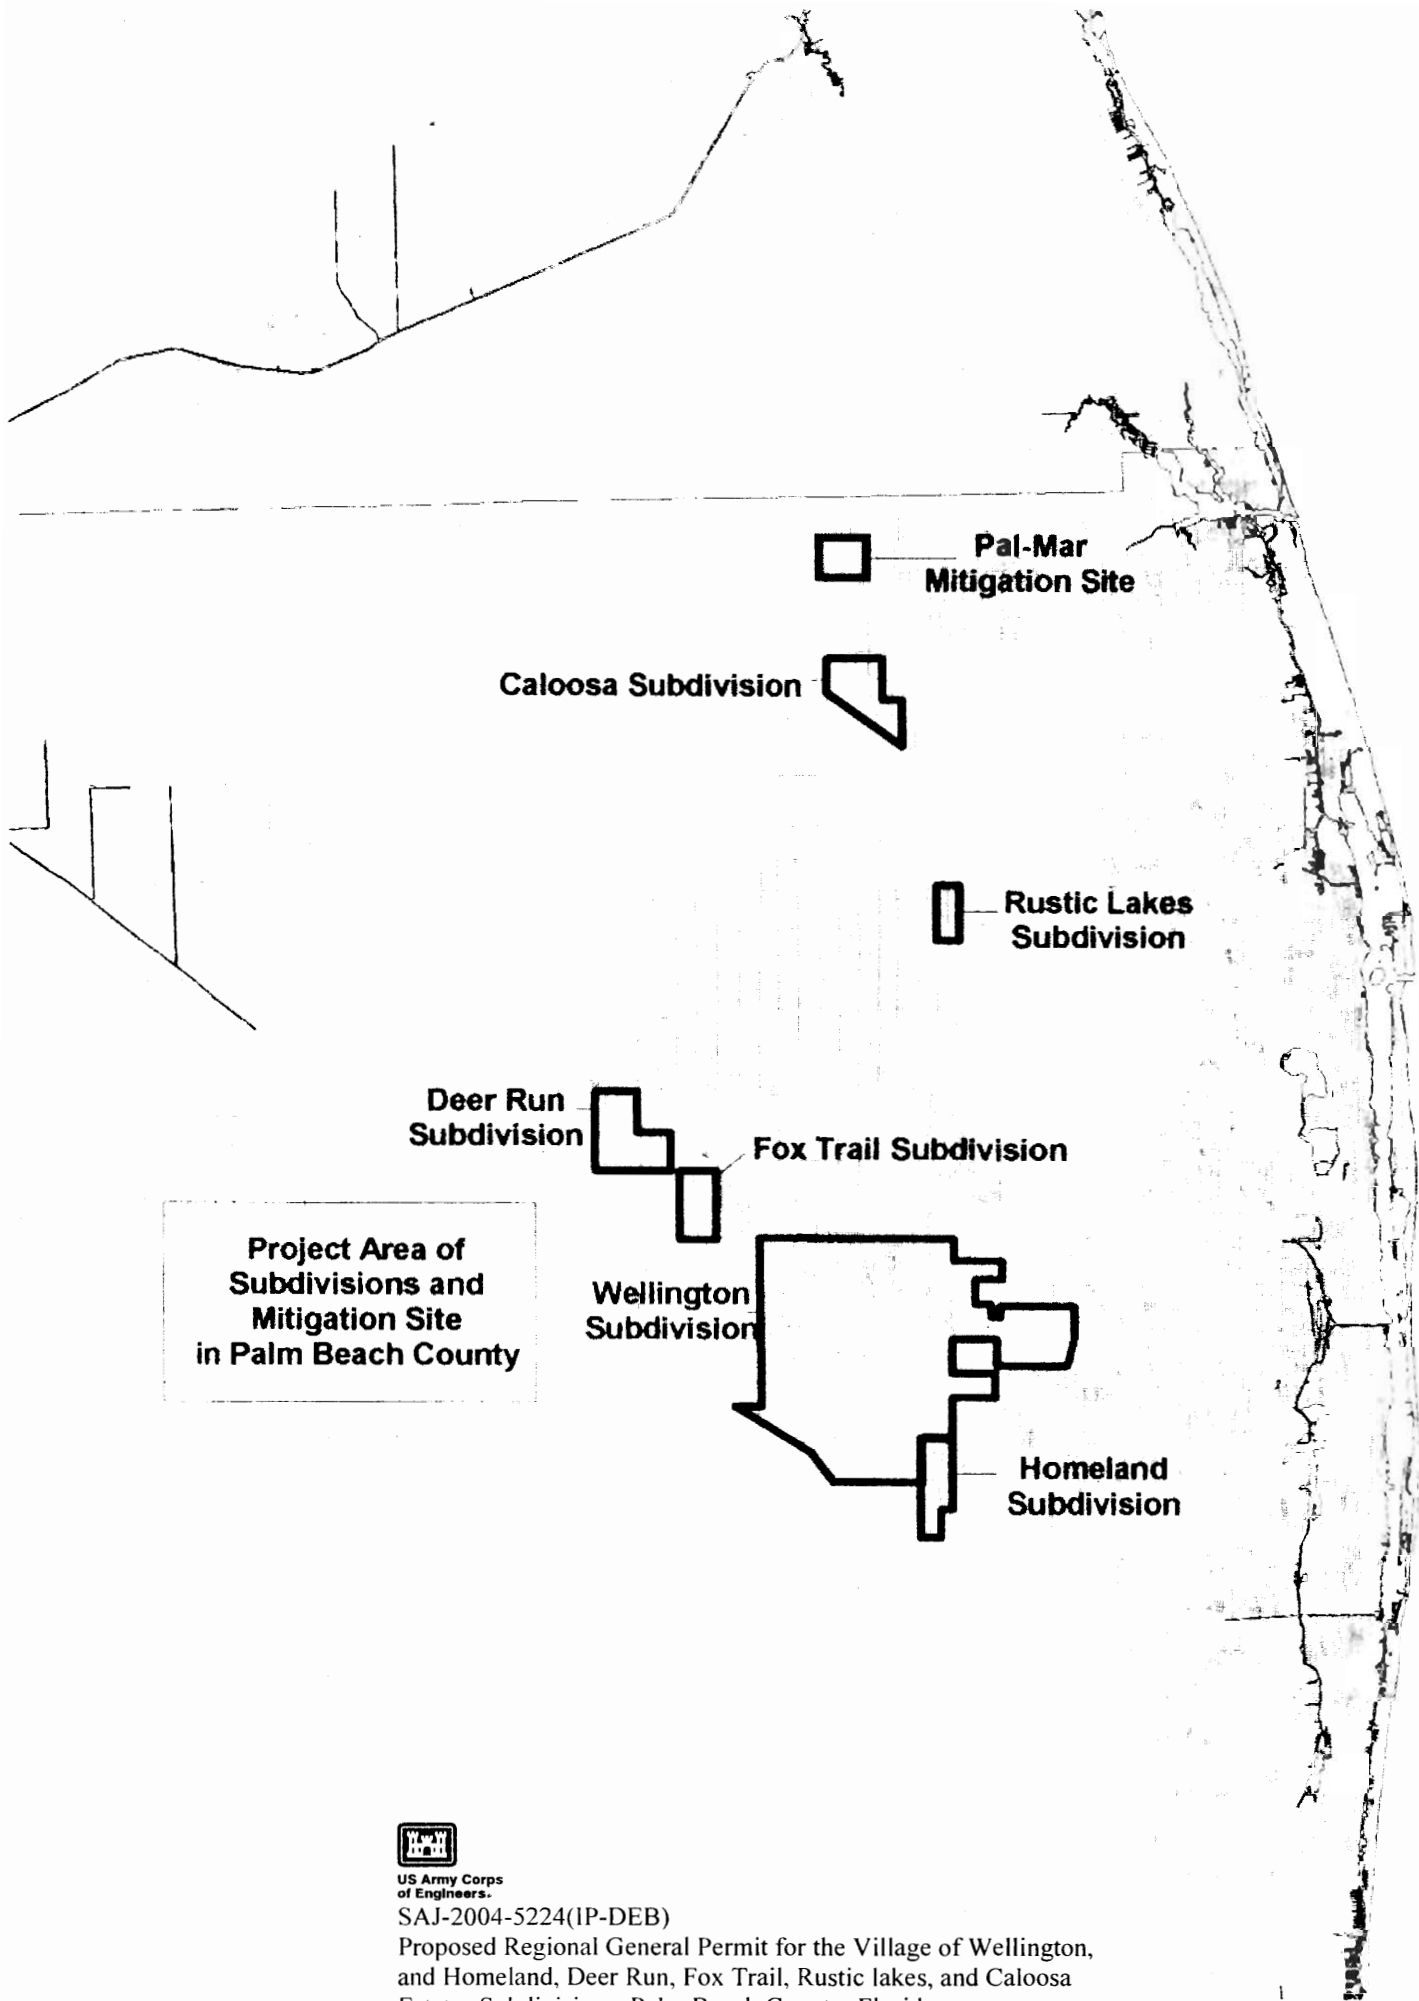 Pal-Mar
Mitigation Site
Caloosa Subdivision
Rustic Lakes
Subdivision
Deer Run
Subdivision
Fox Trail Subdivision
Project Area of
Subdivisions and
Mitigation Site
in Palm Beach County
Wellington
Subdivision
Homeland
Subdivision
US Army Corps
of Engineers.
SAJ-2004-5224(IP-DEB)
Proposed Regional General Permit for the Village of Wellington,
and Homeland, Deer Run, Fox Trail, Rustic lakes, and Caloosa